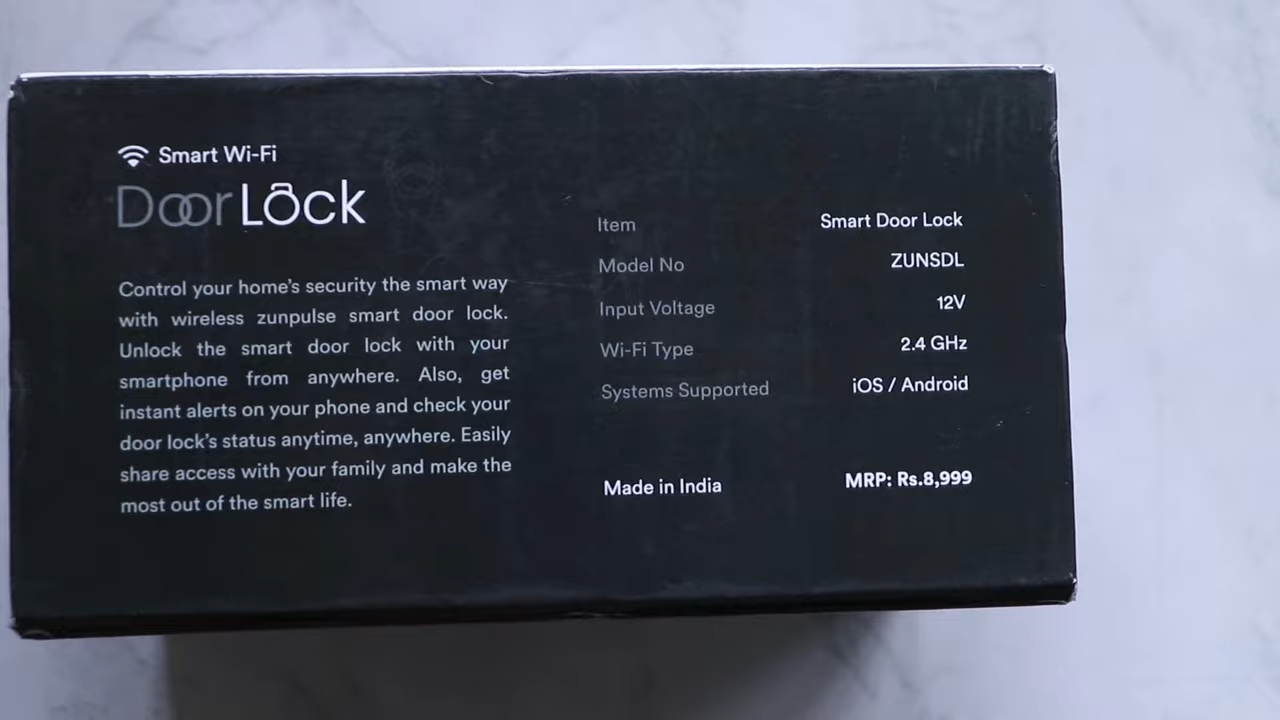 Smart Wi-Fi
Door Lock
Control your home's security the smart way
with wireless zunpulse smart door lock.
Unlock the smart door lock with your
smartphone from anywhere. Also, get
instant alerts on your phone and check your
door lock's status anytime, anywhere. Easily
share access with your family and make the
most out of the smart life.
Item Smart Door Lock
Model No ZUNSDL
Input Voltage 12V
Wi-Fi Type 2.4 GHz
Systems Supported iOS / Android
Made in India MRP: Rs.8,999